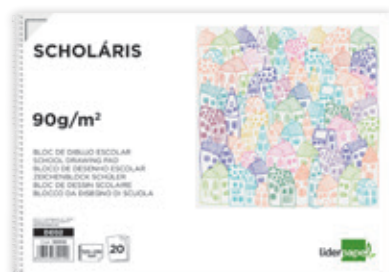 SCHOLÁRIS
90g/m²
BLOC DE DIBUJO ESCOLAR
SCHOOL DRAWING PAD
BLOCO DE DESENHO ESCOLAR
ZEICHENBLOCK SCHÜLER
BLOC DE DESSIN SCOLAIRE
BLOCCO DA DISEGNO DI SCUOLA
20
liderpapel